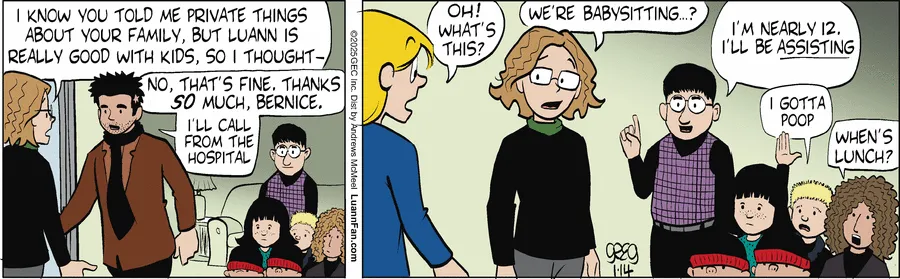 I KNOW YOU TOLD ME PRIVATE THINGS
ABOUT YOUR FAMILY, BUT LUANN IS
REALLY GOOD WITH KIDS, SO I THOUGHT–
NO, THAT'S FINE. THANKS
SO MUCH, BERNICE.
I'LL CALL
FROM THE
HOSPITAL
©2025GEC Inc. Dist by Andrews McMeel LuannFan.com
OH!
WHAT'S
THIS?
WE'RE BABYSITTING...?
I'M NEARLY 12.
I'LL BE ASSISTING
I GOTTA
POOP
WHEN'S
LUNCH?
1·14